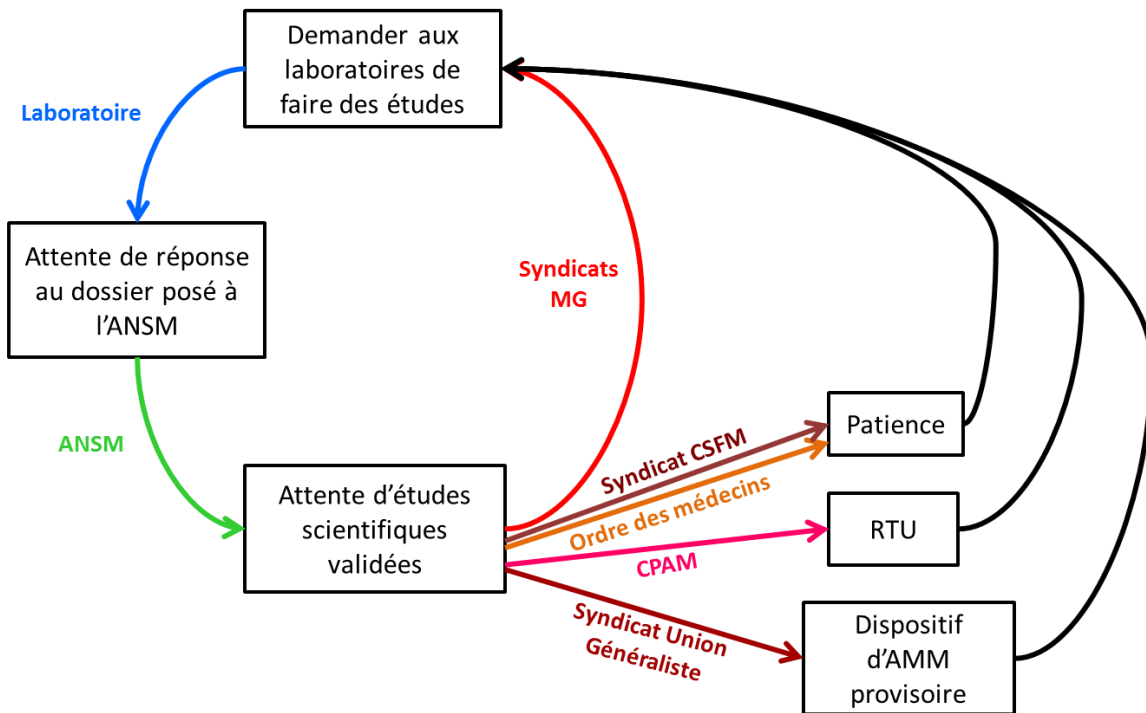 Demander aux
laboratoires de
faire des études
Laboratoire
Attente de réponse
au dossier posé à
l’ANSM
Syndicats
MG
ANSM
Attente d’études
scientifiques
validées
Syndicat CSFM
Ordre des médecins
CPAM
Syndicat Union
Généraliste
Patience
RTU
Dispositif
d’AMM
provisoire